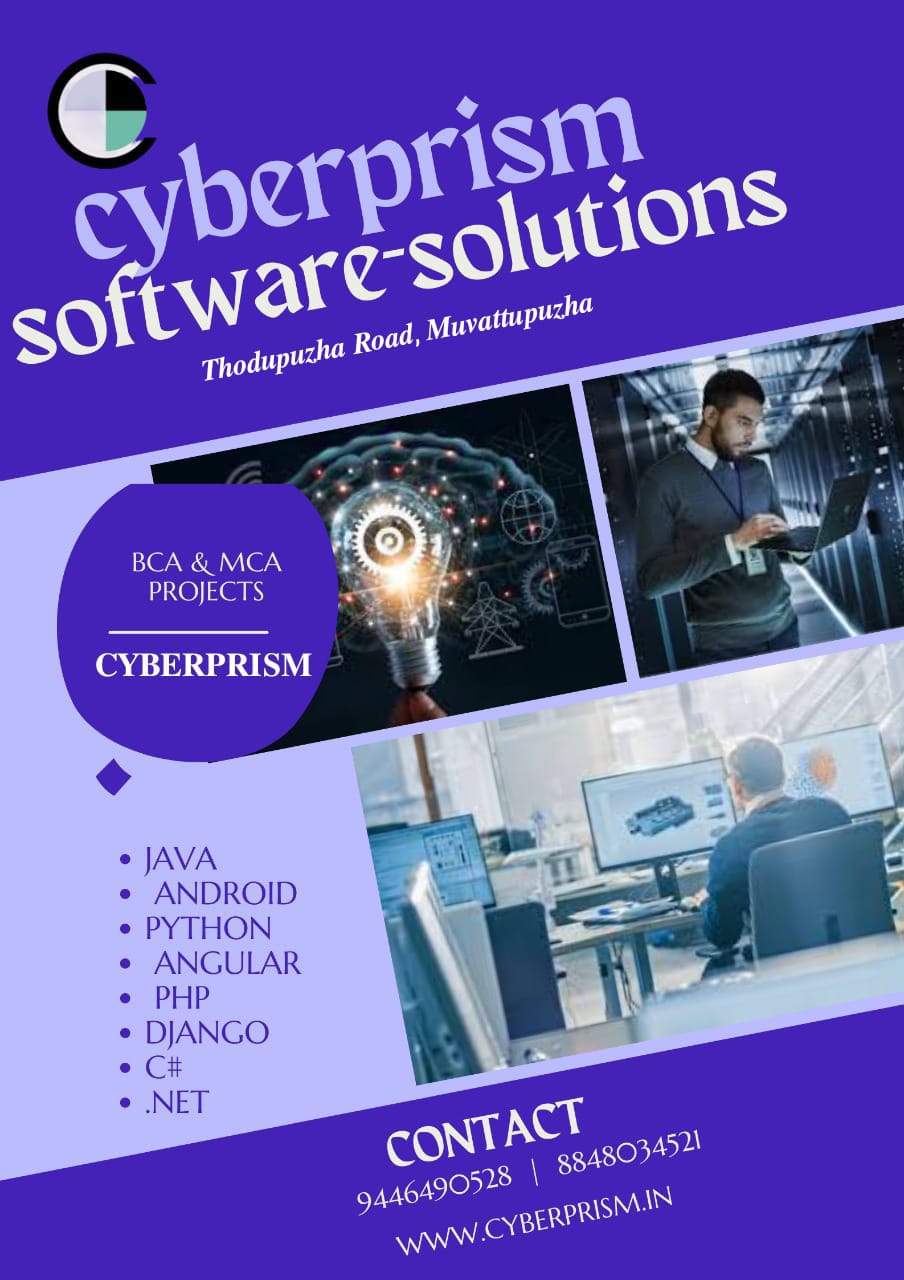 cyberprism
software-solutions
Thodupuzha Road, Muvattupuzha
BCA & MCA
PROJECTS
CYBERPRISM
JAVA
ANDROID
PYTHON
ANGULAR
PHP
DJANGO
C#
.NET
CONTACT
9446490528 | 8848034521
WWW.CYBERPRISM.IN